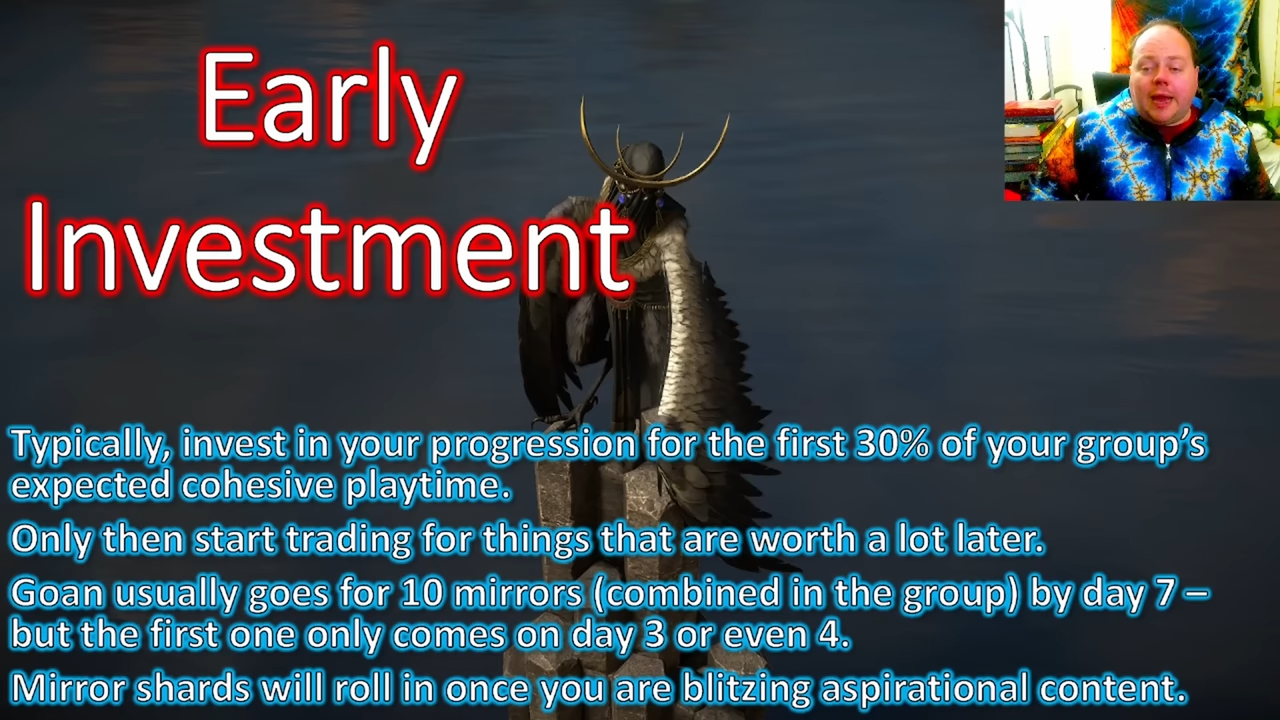 Early
Investment
Typically, invest in your progression for the first 30% of your group’s
expected cohesive playtime.
Only then start trading for things that are worth a lot later.
Goan usually goes for 10 mirrors (combined in the group) by day 7 –
but the first one only comes on day 3 or even 4.
Mirror shards will roll in once you are blitzing aspirational content.